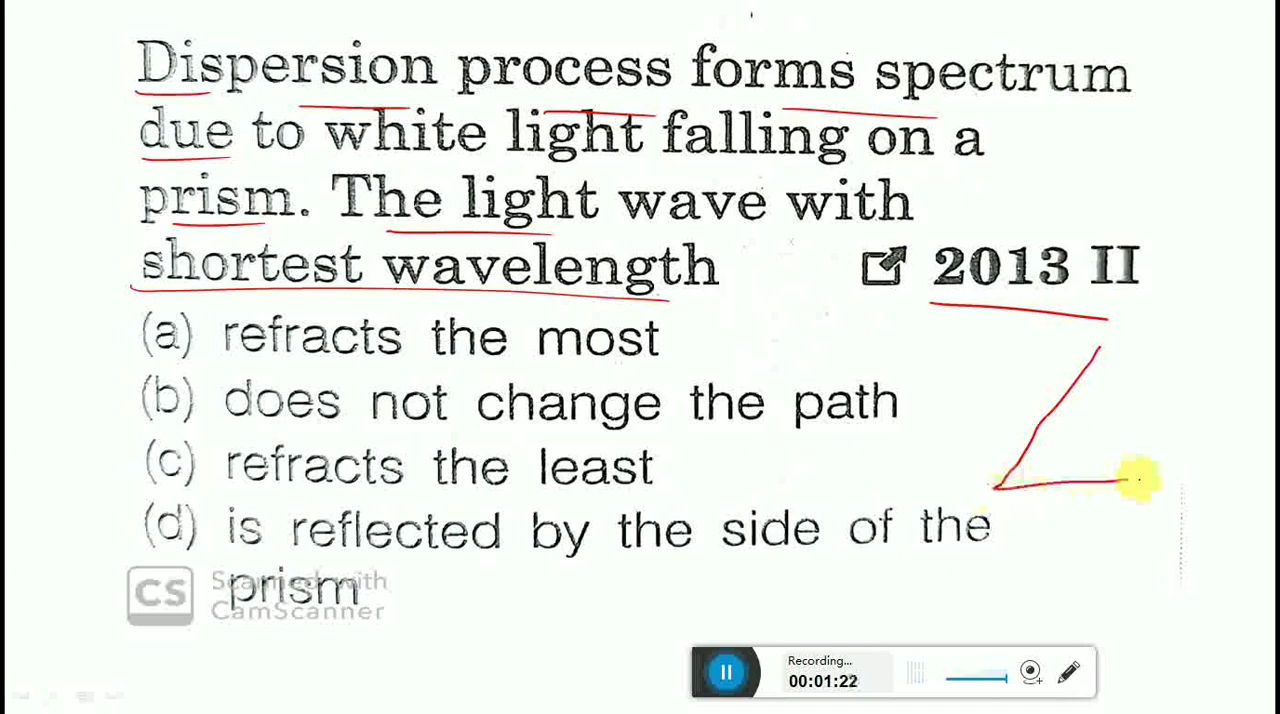 Dispersion process forms spectrum
due to white light falling on a
prism. The light wave with
shortest wavelength 2013 II
(a) refracts the most
(b) does not change the path
(c) refracts the least
(d) is reflected by the side of the
prism
CS Scanned with
CamScanner
Recording...
00:01:22